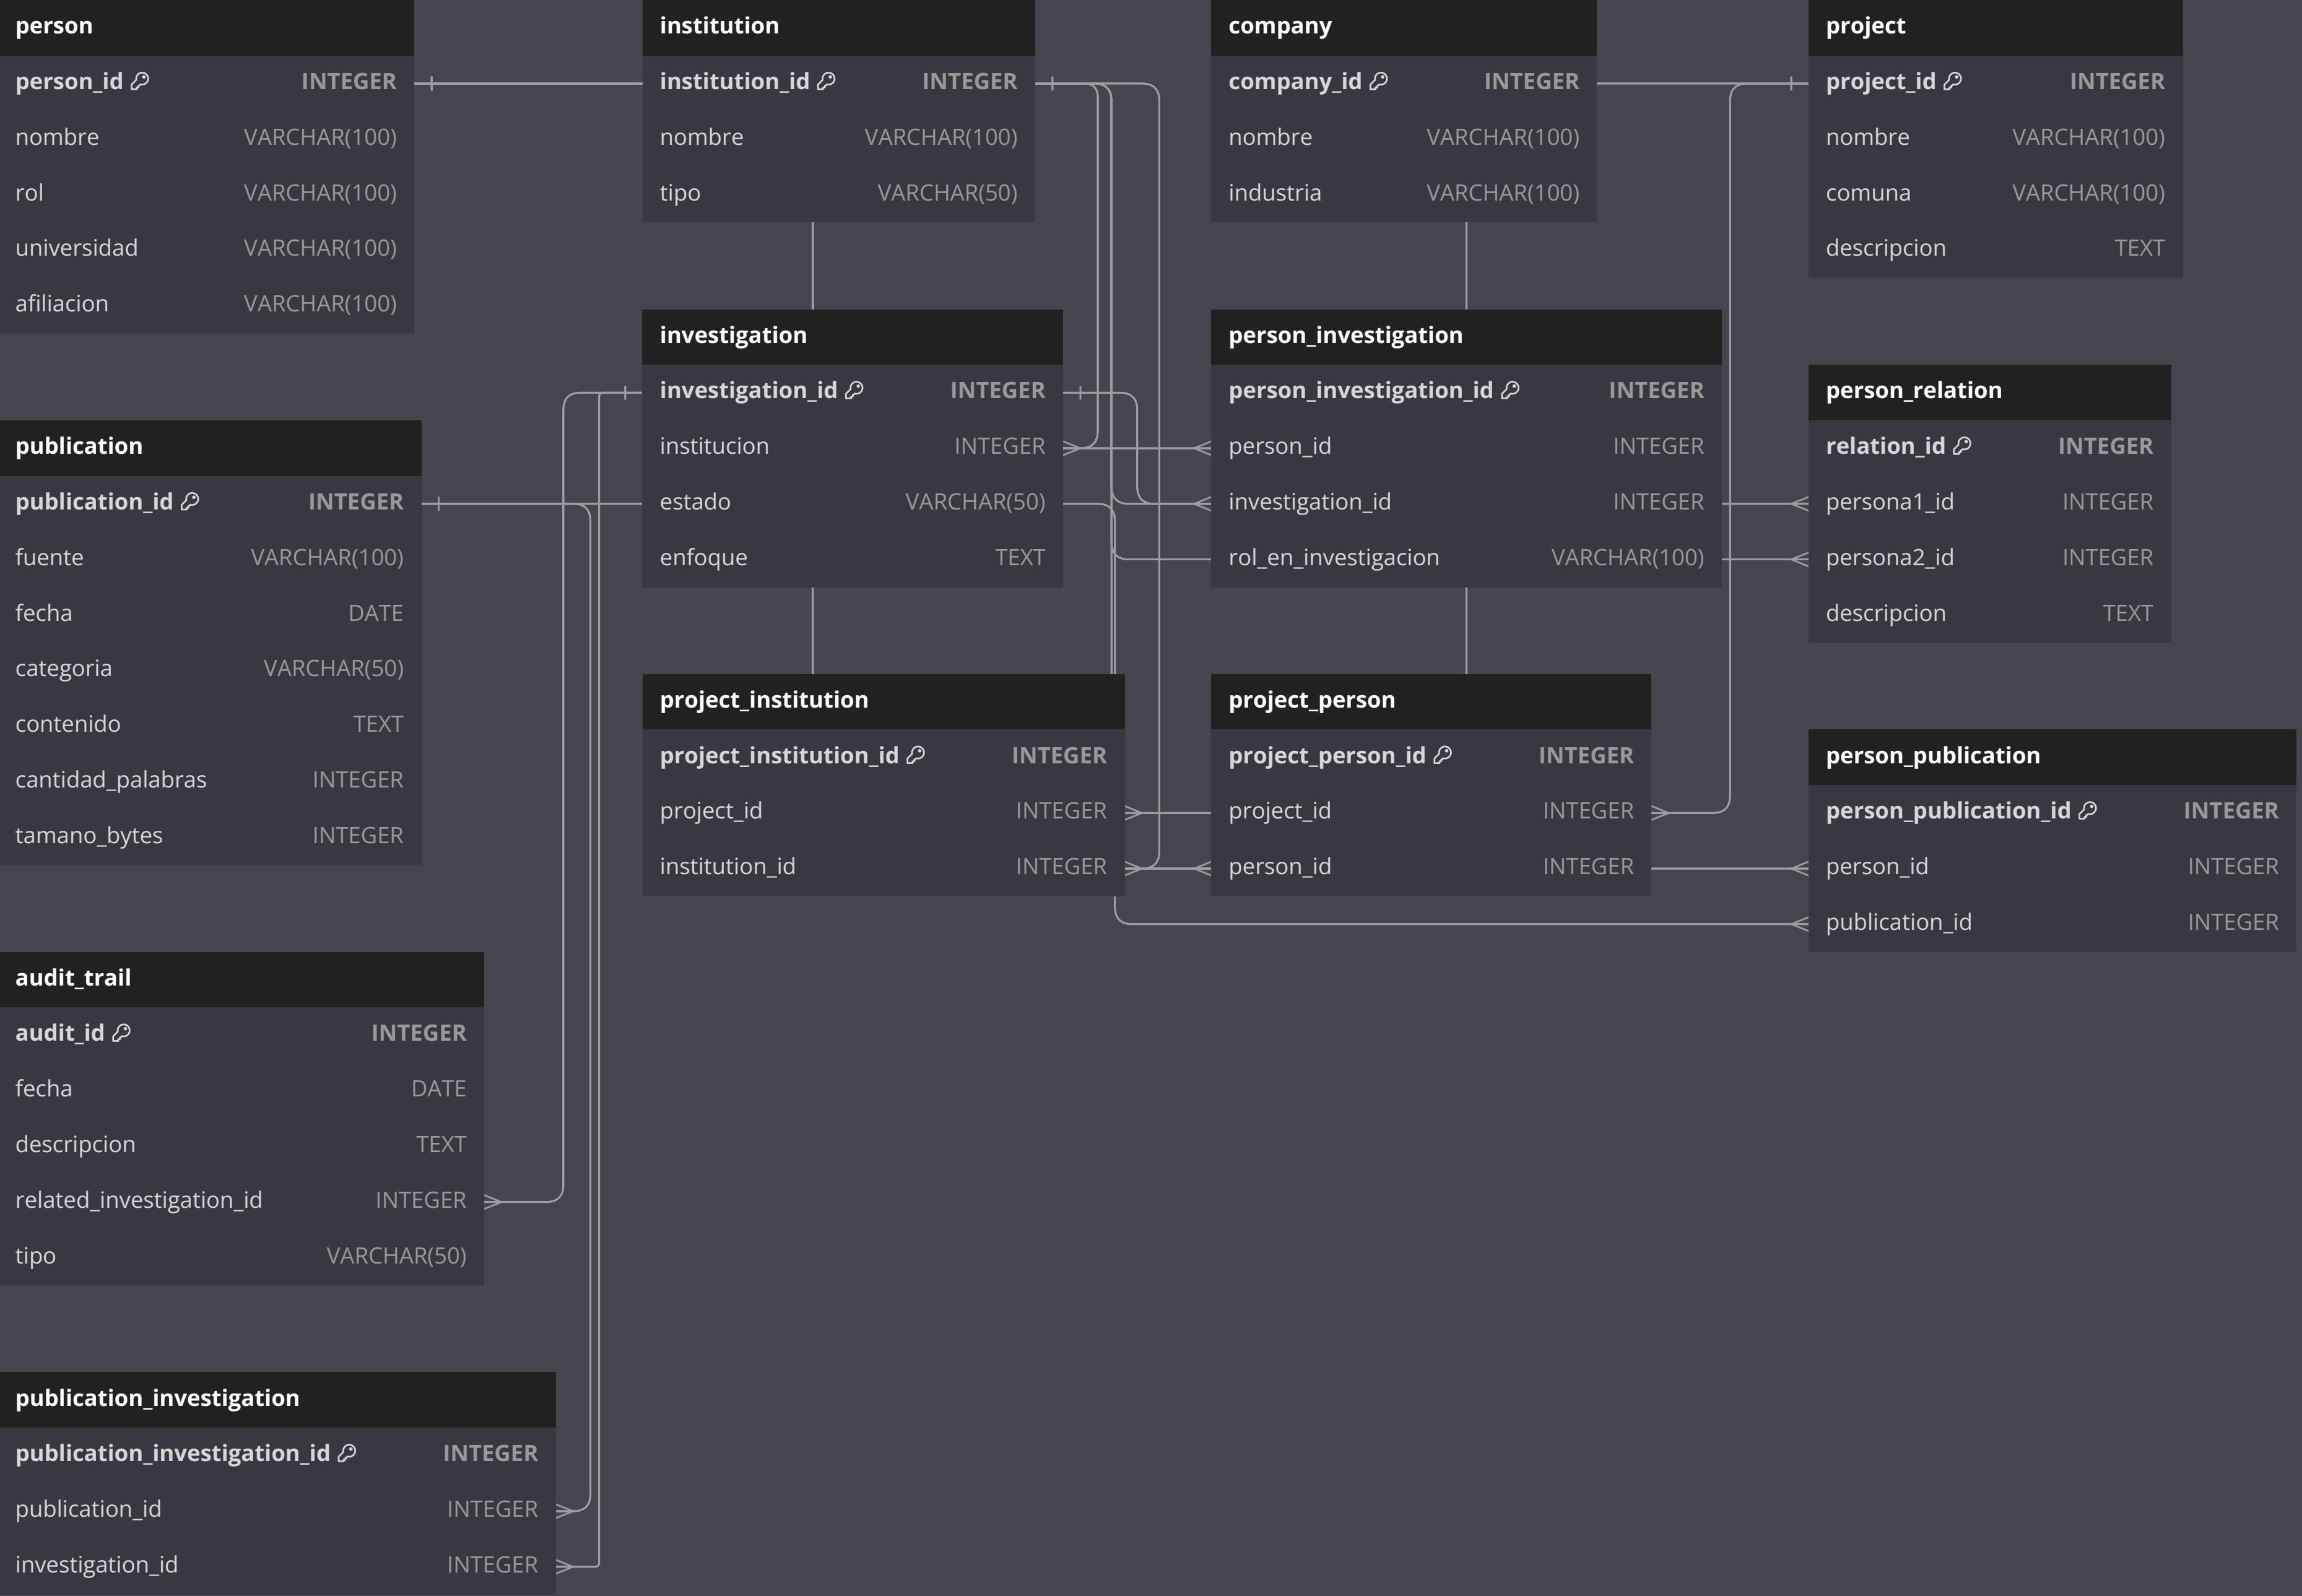 person
person_id INTEGER
nombre VARCHAR(100)
rol VARCHAR(100)
universidad VARCHAR(100)
afiliacion VARCHAR(100)
institution
institution_id INTEGER
nombre VARCHAR(100)
tipo VARCHAR(50)
company
company_id INTEGER
nombre VARCHAR(100)
industria VARCHAR(100)
project
project_id INTEGER
nombre VARCHAR(100)
comuna VARCHAR(100)
descripcion TEXT
investigation
investigation_id INTEGER
institucion INTEGER
estado VARCHAR(50)
enfoque TEXT
person_investigation
person_investigation_id INTEGER
person_id INTEGER
investigation_id INTEGER
rol_en_investigacion VARCHAR(100)
person_relation
relation_id INTEGER
persona1_id INTEGER
persona2_id INTEGER
descripcion TEXT
publication
publication_id INTEGER
fuente VARCHAR(100)
fecha DATE
categoria VARCHAR(50)
contenido TEXT
cantidad_palabras INTEGER
tamano_bytes INTEGER
project_institution
project_institution_id INTEGER
project_id INTEGER
institution_id INTEGER
project_person
project_person_id INTEGER
project_id INTEGER
person_id INTEGER
person_publication
person_publication_id INTEGER
person_id INTEGER
publication_id INTEGER
audit_trail
audit_id INTEGER
fecha DATE
descripcion TEXT
related_investigation_id INTEGER
tipo VARCHAR(50)
publication_investigation
publication_investigation_id INTEGER
publication_id INTEGER
investigation_id INTEGER